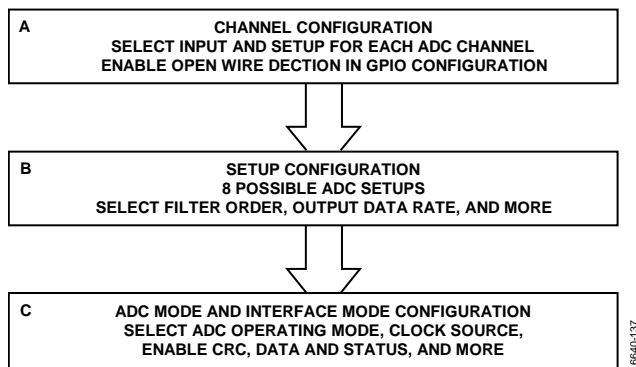 A
CHANNEL CONFIGURATION
SELECT INPUT AND SETUP FOR EACH ADC CHANNEL
ENABLE OPEN WIRE DECTION IN GPIO CONFIGURATION
B
SETUP CONFIGURATION
8 POSSIBLE ADC SETUPS
SELECT FILTER ORDER, OUTPUT DATA RATE, AND MORE
C
ADC MODE AND INTERFACE MODE CONFIGURATION
SELECT ADC OPERATING MODE, CLOCK SOURCE,
ENABLE CRC, DATA AND STATUS, AND MORE
6640-137